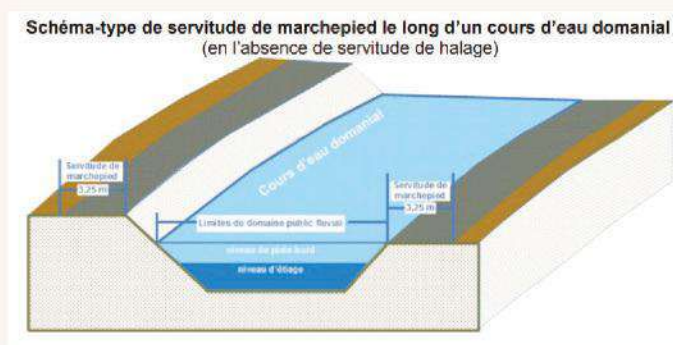 Schéma-type de servitude de marchepied le long d'un cours d'eau domanial
(en l'absence de servitude de halage)
Cours d'eau domanial
Servitude de
marchepied
3,25 m
Servitude de
marchepied
3,25 m
Limites de domaine public fluvial
niveau de plein bord
niveau d'étiage